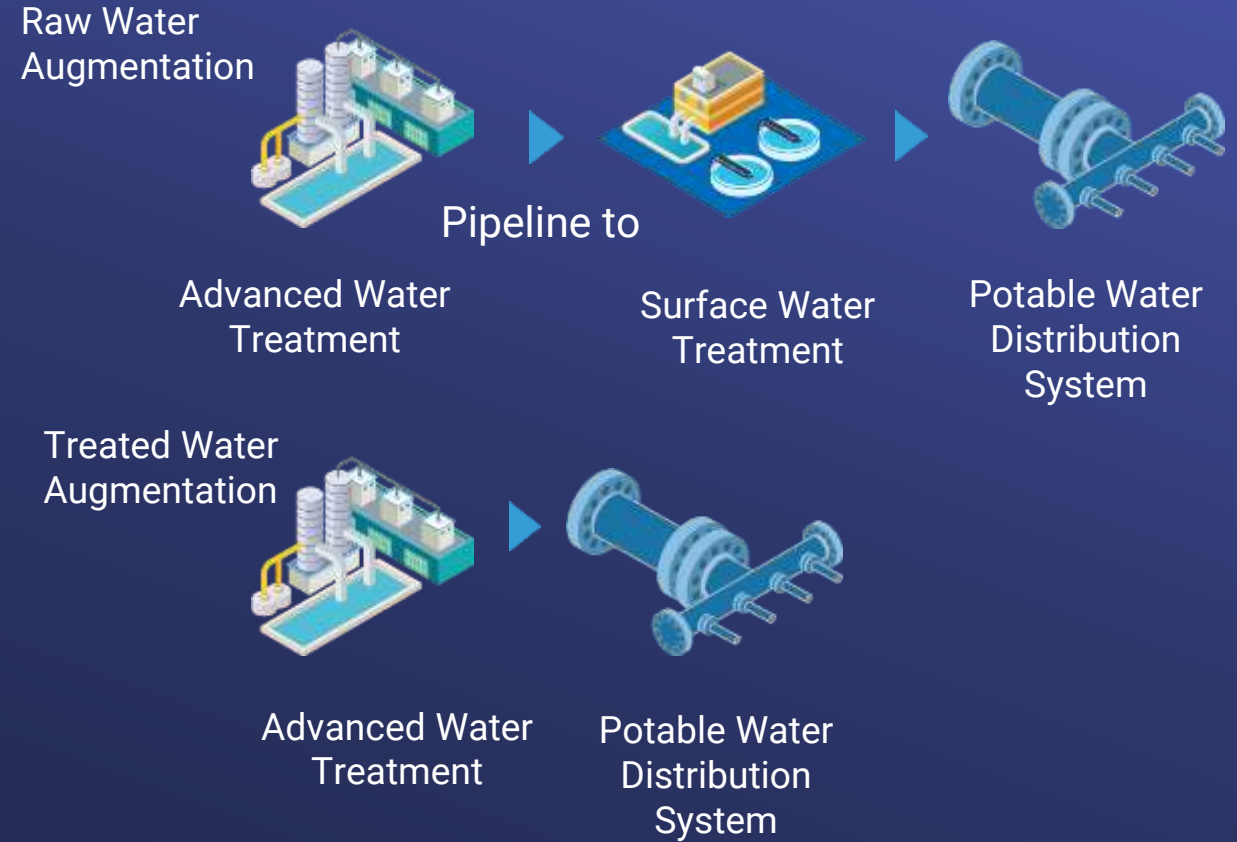 Raw Water
Augmentation
Pipeline to
Advanced Water
Treatment
Surface Water
Treatment
Potable Water
Distribution
System
Treated Water
Augmentation
Advanced Water
Treatment
Potable Water
Distribution
System